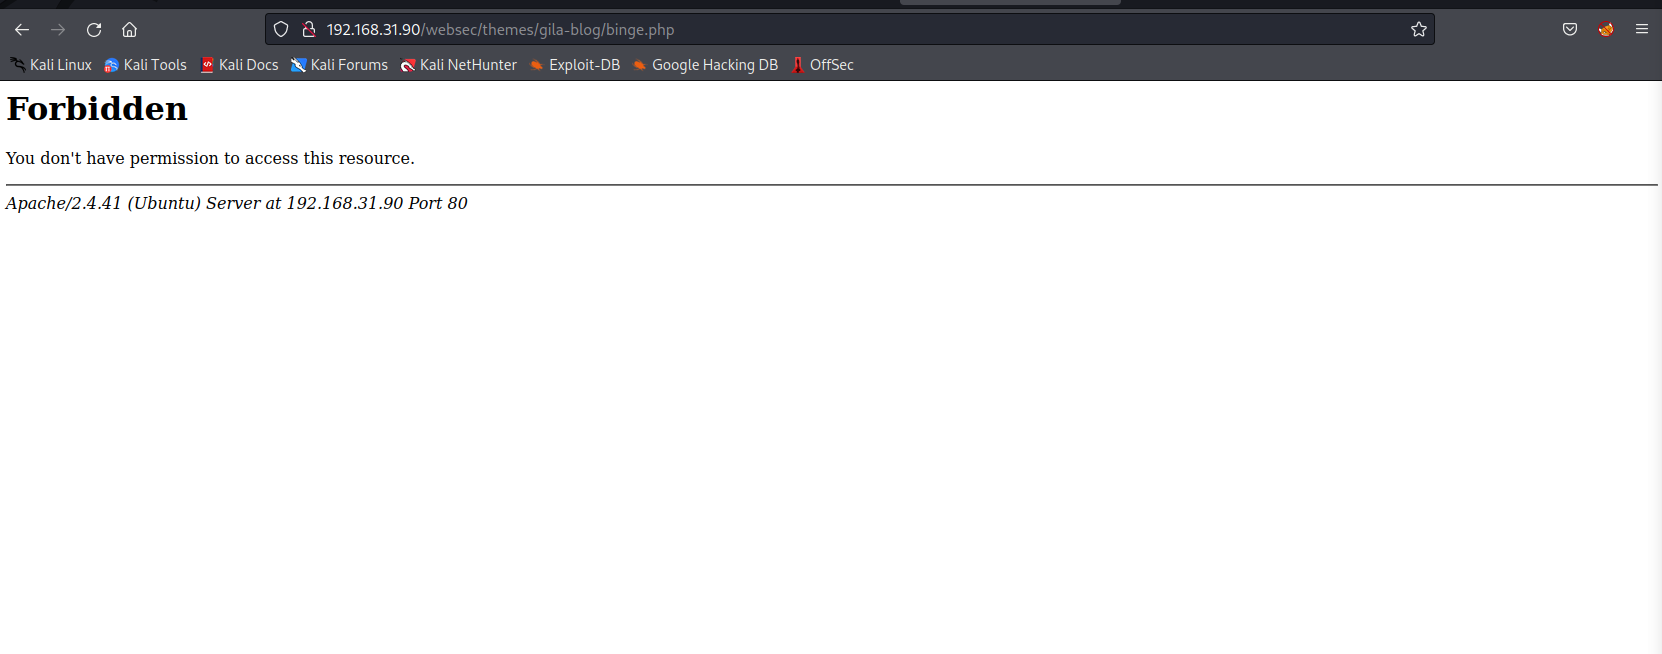 192.168.31.90/websec/themes/gila-blog/binge.php
Kali Linux Kali Tools Kali Docs Kali Forums Kali NetHunter Exploit-DB Google Hacking DB OffSec
Forbidden
You don't have permission to access this resource.
Apache/2.4.41 (Ubuntu) Server at 192.168.31.90 Port 80